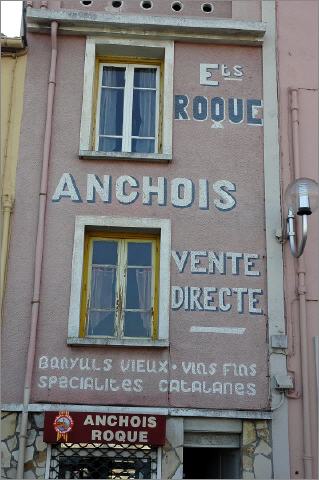 Ets
ROQUE
ANCHOIS
VENTE
DIRECTE
BANYULS VIEUX · VINS FINS
SPECIALITES CATALANES
ANCHOIS
ROQUE